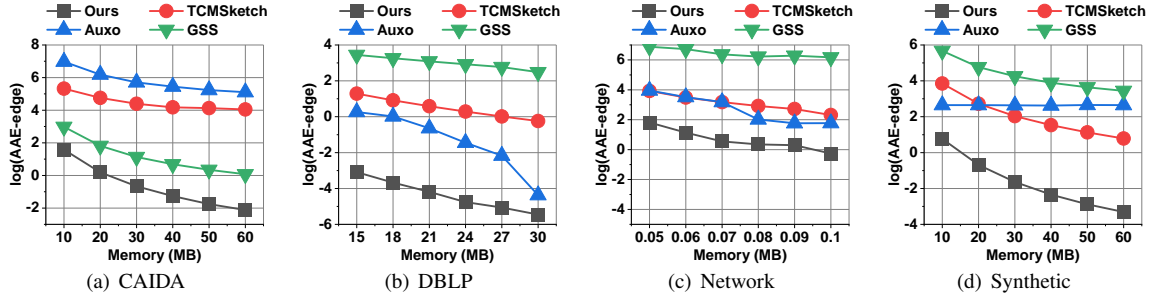 Ours TCMSketch
Auxo GSS
log(AAE-edge)
8
6
4
2
0
-2
10 20 30 40 50 60
Memory (MB)
(a) CAIDA
Ours TCMSketch
Auxo GSS
log(AAE-edge)
4
2
0
-2
-4
-6
15 18 21 24 27 30
Memory (MB)
(b) DBLP
Ours TCMSketch
Auxo GSS
log(AAE-edge)
6
4
2
0
-2
-4
0.05 0.06 0.07 0.08 0.09 0.1
Memory (MB)
(c) Network
Ours TCMSketch
Auxo GSS
log(AAE-edge)
6
4
2
0
-2
-4
10 20 30 40 50 60
Memory (MB)
(d) Synthetic